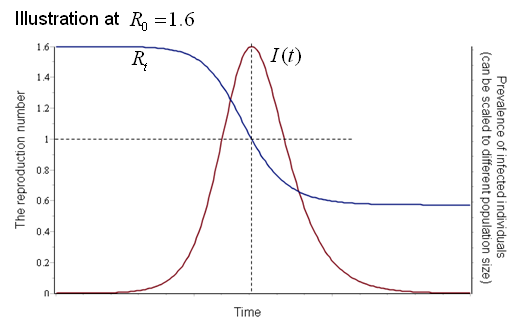 Illustration at R₀ = 1.6
1.6
1.4
1.2
1
0.8
0.6
0.4
0.2
0
The reproduction number
Rₜ
I(t)
Prevalence of infected individuals
(can be scaled to different population size)
Time